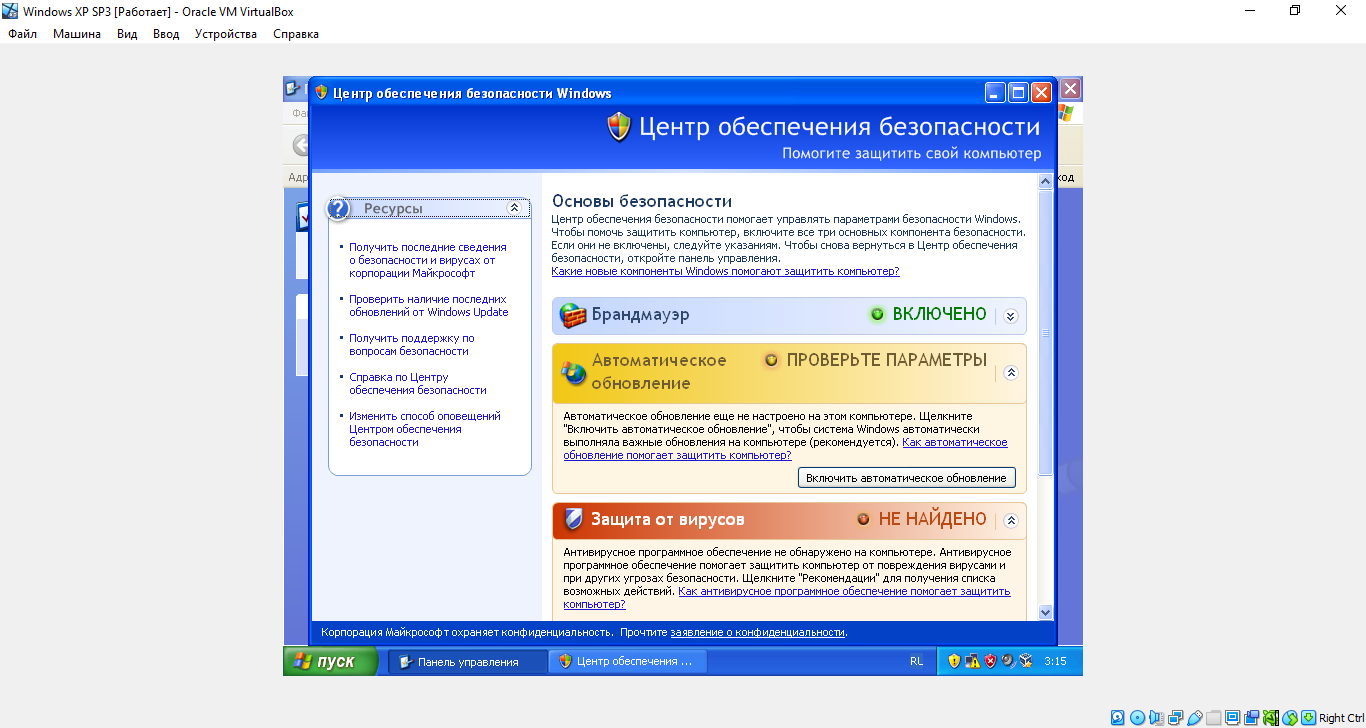 Windows XP SP3 [Работает] - Oracle VM VirtualBox
Файл Машина Вид Ввод Устройства Справка
Центр обеспечения безопасности Windows
Центр обеспечения безопасности
Помогите защитить свой компьютер
Ресурсы
Получить последние сведения
о безопасности и вирусах от
корпорации Майкрософт
Проверить наличие последних
обновлений от Windows Update
Получить поддержку по
вопросам безопасности
Справка по Центру
обеспечения безопасности
Изменить способ оповещений
Центром обеспечения
безопасности
Основы безопасности
Центр обеспечения безопасности помогает управлять параметрами безопасности Windows.
Чтобы помочь защитить компьютер, включите все три основных компонента безопасности.
Если они не включены, следуйте указаниям. Чтобы снова вернуться в Центр обеспечения
безопасности, откройте панель управления.
Какие новые компоненты Windows помогают защитить компьютер?
Брандмауэр ВКЛЮЧЕНО
Автоматическое
обновление
ПРОВЕРЬТЕ ПАРАМЕТРЫ
Автоматическое обновление еще не настроено на этом компьютере. Щелкните
"Включить автоматическое обновление", чтобы система Windows автоматически
выполняла важные обновления на компьютере (рекомендуется). Как автоматическое
обновление помогает защитить компьютер?
Включить автоматическое обновление
Защита от вирусов НЕ НАЙДЕНО
Антивирусное программное обеспечение не обнаружено на компьютере. Антивирусное
программное обеспечение помогает защитить компьютер от повреждения вирусами и
при других угрозах безопасности. Щелкните "Рекомендации" для получения списка
возможных действий. Как антивирусное программное обеспечение помогает защитить
компьютер?
Корпорация Майкрософт охраняет конфиденциальность. Прочтите заявление о конфиденциальности.
пуск Панель управления Центр обеспечения ... RL 3:15
Right Ctrl